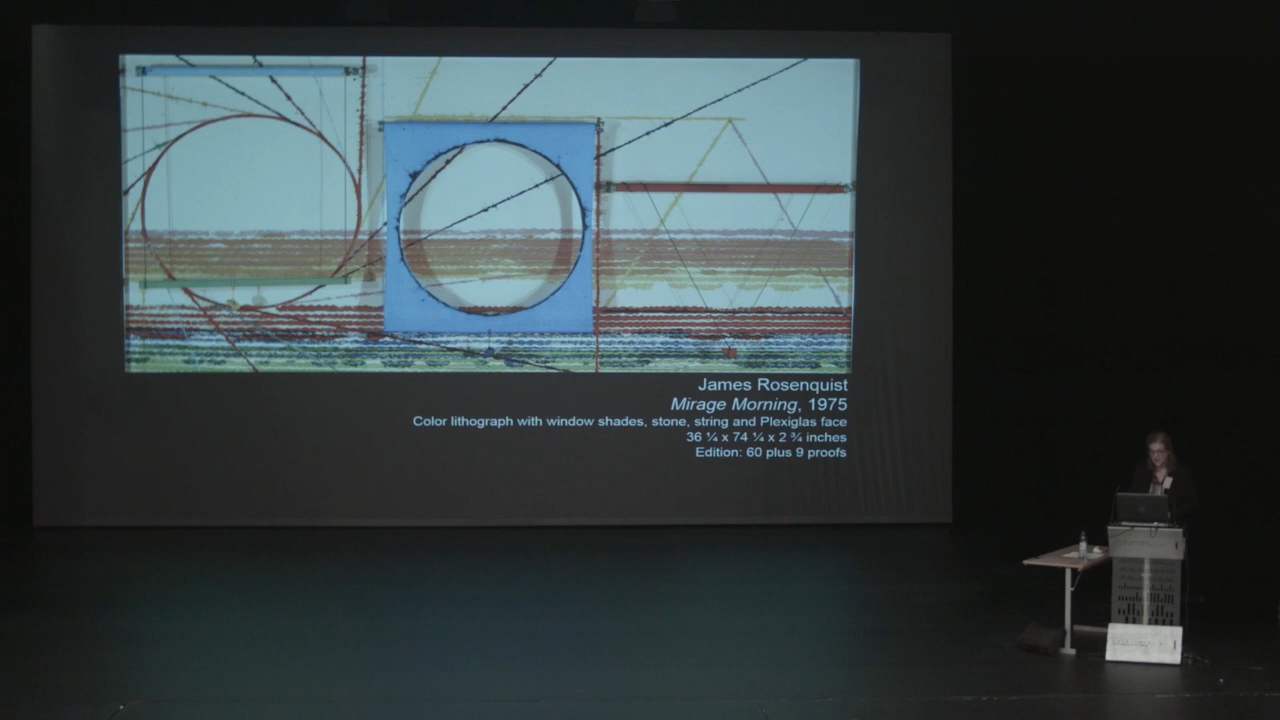 James Rosenquist
Mirage Morning, 1975
Color lithograph with window shades, stone, string and Plexiglas face
36 ¼ x 74 ¼ x 2 ¾ inches
Edition: 60 plus 9 proofs